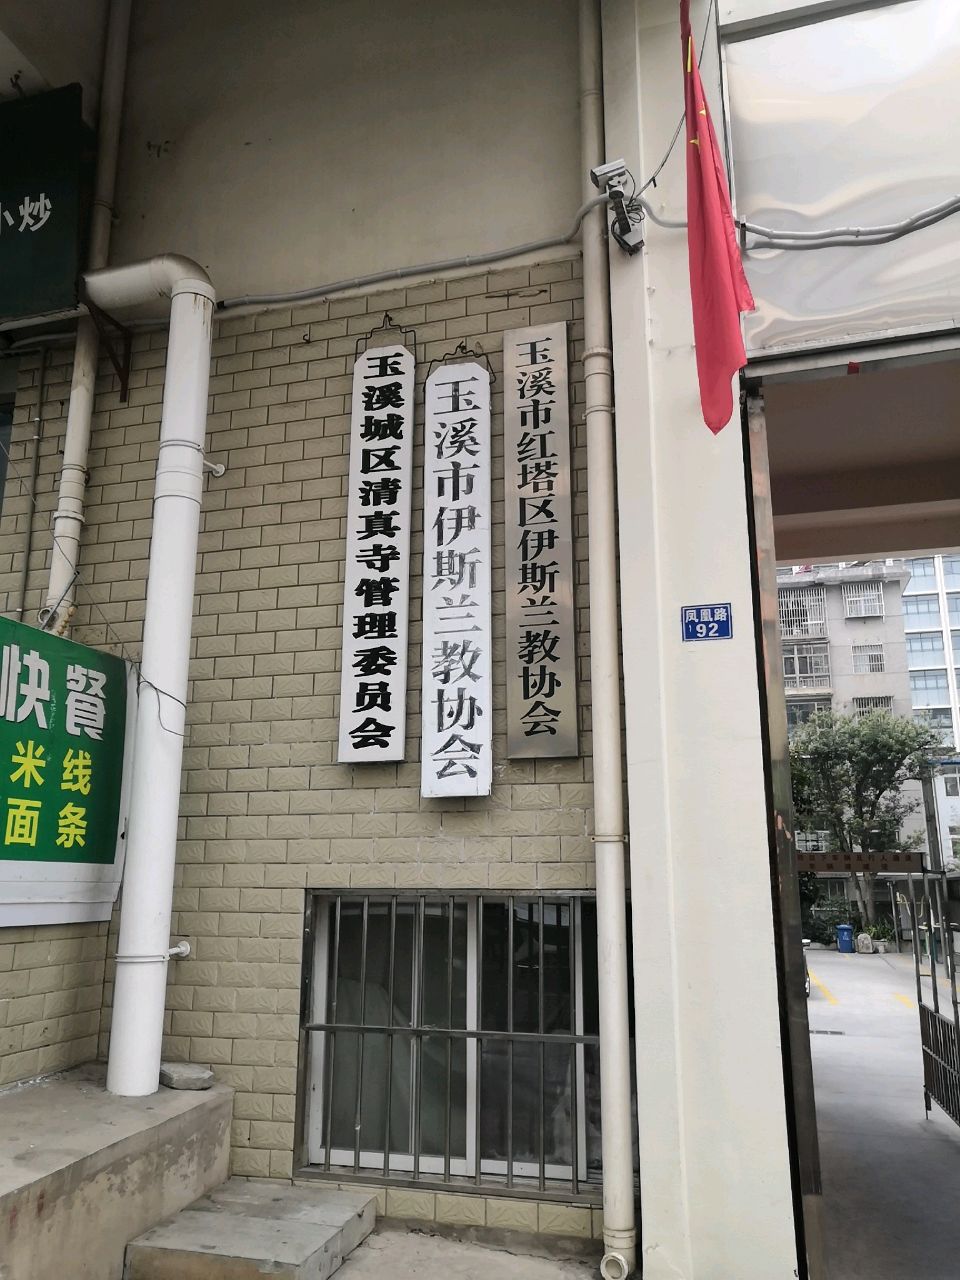 小炒
玉溪城区清真寺管理委员会
玉溪市伊斯兰教协会
玉溪市红塔区伊斯兰教协会
凤凰路
92
快餐
米线
面条